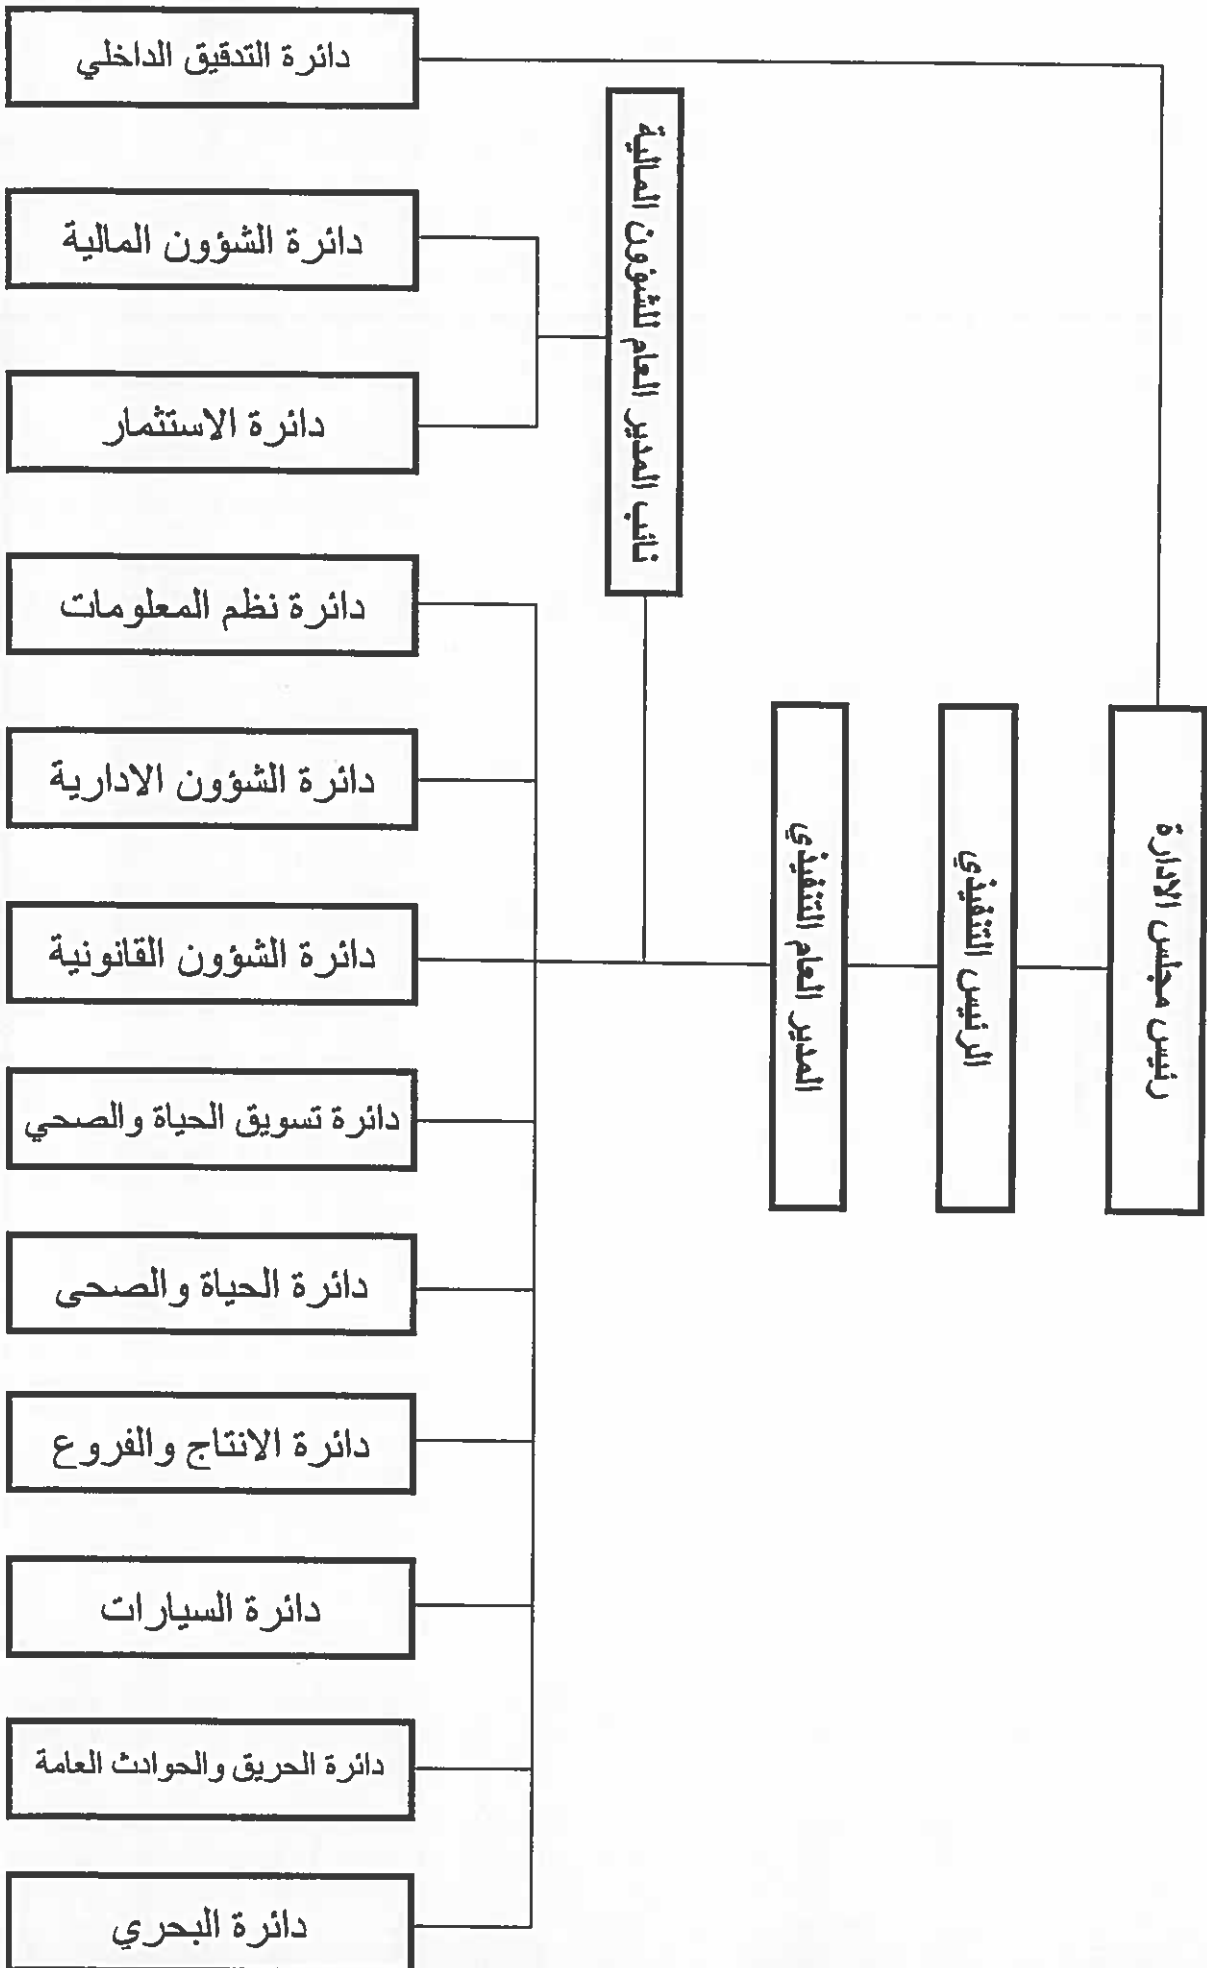 رئيس مجلس الادارة
الرئيس التنفيذي
المدير العام التنفيذي
نائب المدير العام للشؤون المالية
دائرة التدقيق الداخلي
دائرة الشؤون المالية
دائرة الاستثمار
دائرة نظم المعلومات
دائرة الشؤون الادارية
دائرة الشؤون القانونية
دائرة تسويق الحياة والصحي
دائرة الحياة والصحى
دائرة الانتاج والفروع
دائرة السيارات
دائرة الحريق والحوادث العامة
دائرة البحري